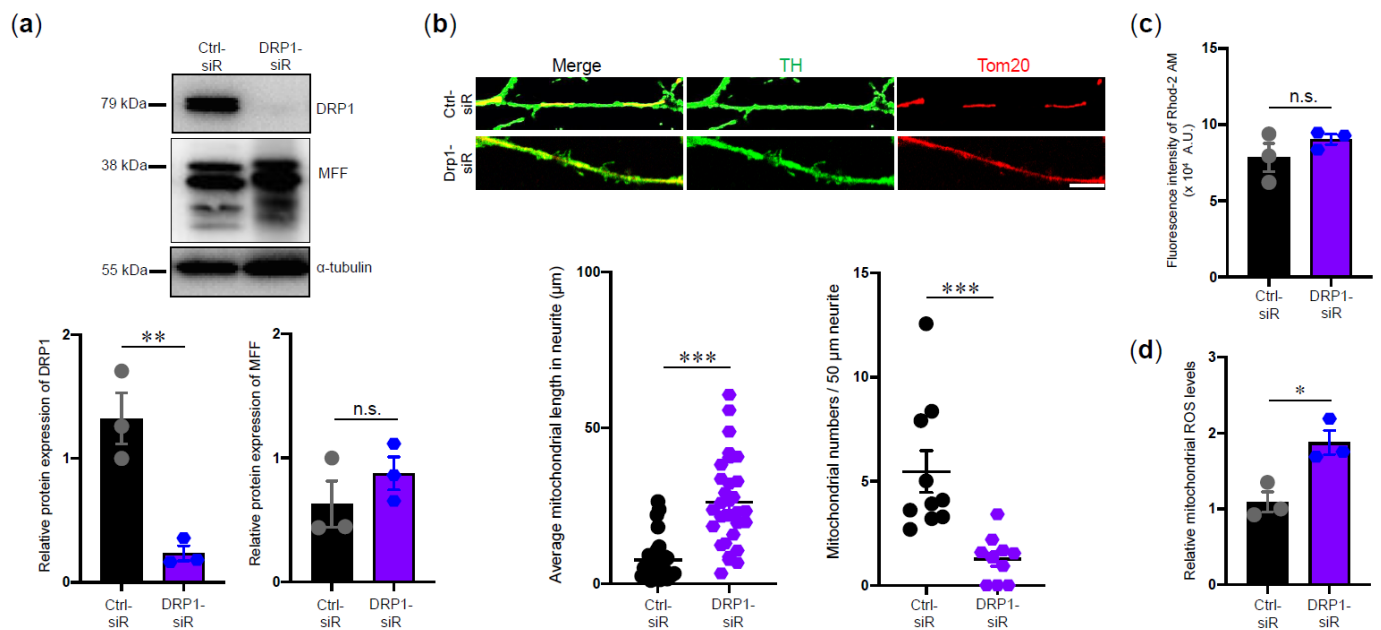 (a)
Ctrl-
siR
DRP1-
siR
79 kDa
DRP1
38 kDa
MFF
55 kDa
α-tubulin
Relative protein expression of DRP1
2
1
0
**
Ctrl-
siR
DRP1-
siR
Relative protein expression of MFF
2
1
0
n.s.
Ctrl-
siR
DRP1-
siR
(b)
Merge
TH
Tom20
Ctrl-
siR
Drp1-
siR
Average mitochondrial length in neurite (μm)
100
50
0
***
Ctrl-
siR
DRP1-
siR
Mitochondrial numbers / 50 μm neurite
15
10
5
0
***
Ctrl-
siR
DRP1-
siR
(c)
Fluorescence intensity of Rhod-2 AM
(x 10⁴ A.U.)
15
10
5
0
n.s.
Ctrl-
siR
DRP1-
siR
(d)
Relative mitochondrial ROS levels
3
2
1
0
*
Ctrl-
siR
DRP1-
siR